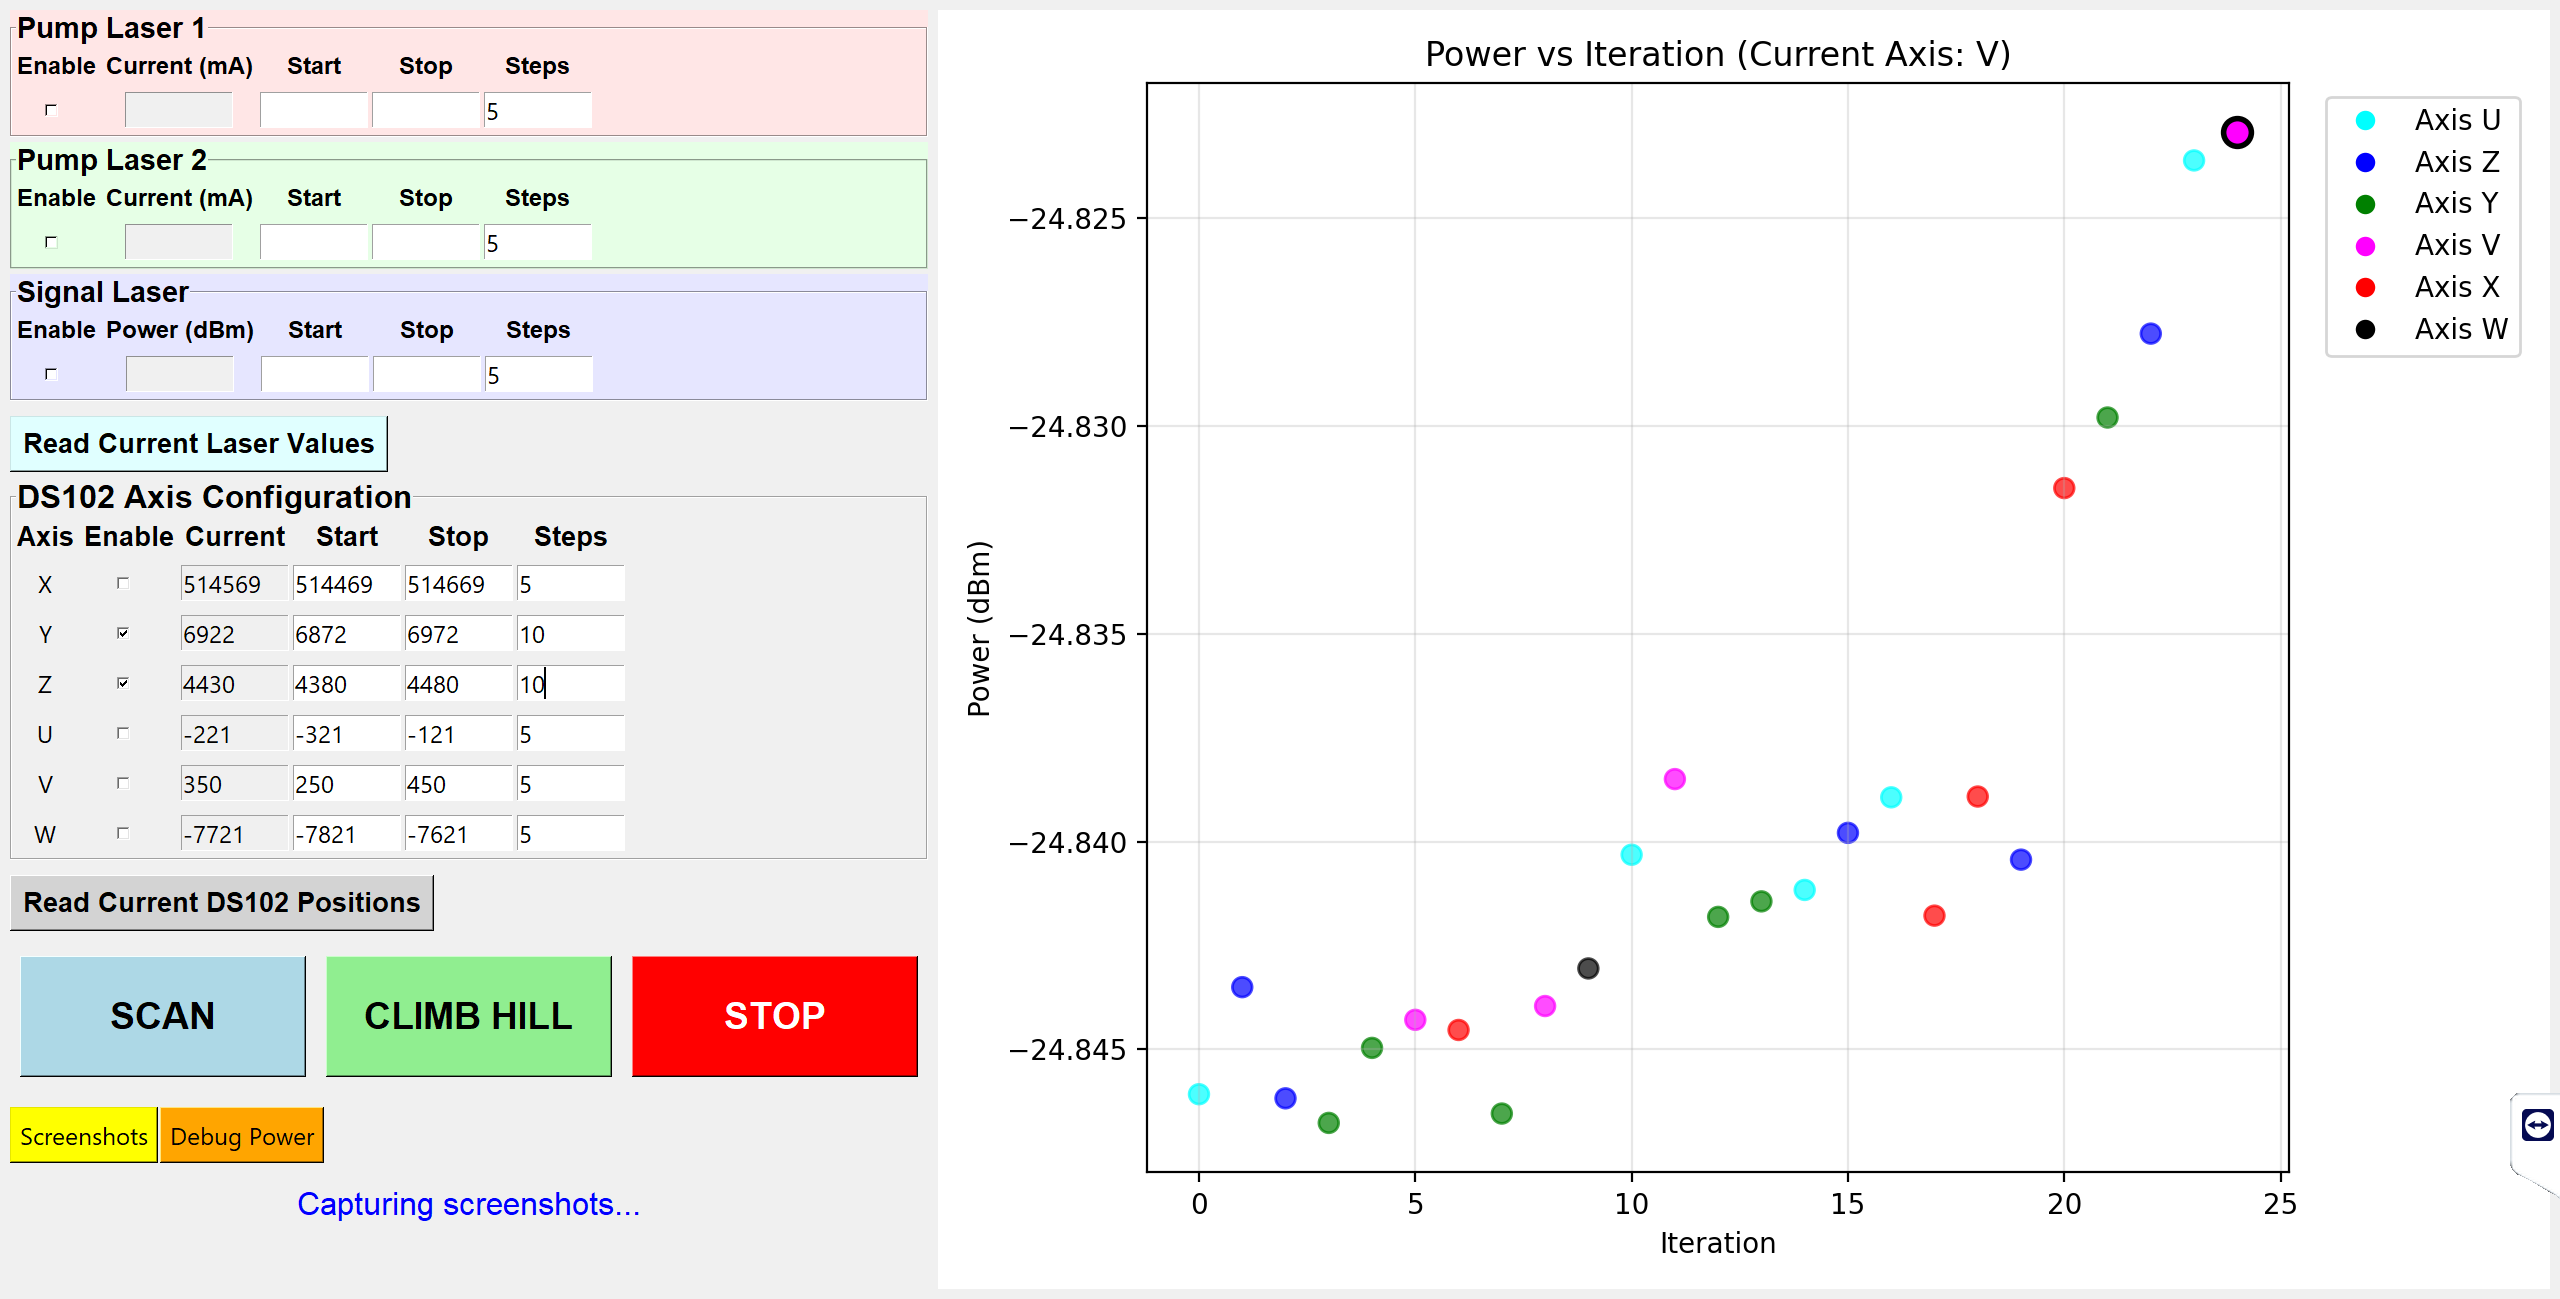 Pump Laser 1
Enable Current (mA) Start Stop Steps
5
Pump Laser 2
Enable Current (mA) Start Stop Steps
5
Signal Laser
Enable Power (dBm) Start Stop Steps
5
Read Current Laser Values
DS102 Axis Configuration
Axis Enable Current Start Stop Steps
X 514569 514469 514669 5
Y 6922 6872 6972 10
Z 4430 4380 4480 10
U -221 -321 -121 5
V 350 250 450 5
W -7721 -7821 -7621 5
Read Current DS102 Positions
SCAN CLIMB HILL STOP
Screenshots Debug Power
Capturing screenshots...
Power vs Iteration (Current Axis: V)
Power (dBm)
−24.825
−24.830
−24.835
−24.840
−24.845
0 5 10 15 20 25
Iteration
Axis U
Axis Z
Axis Y
Axis V
Axis X
Axis W